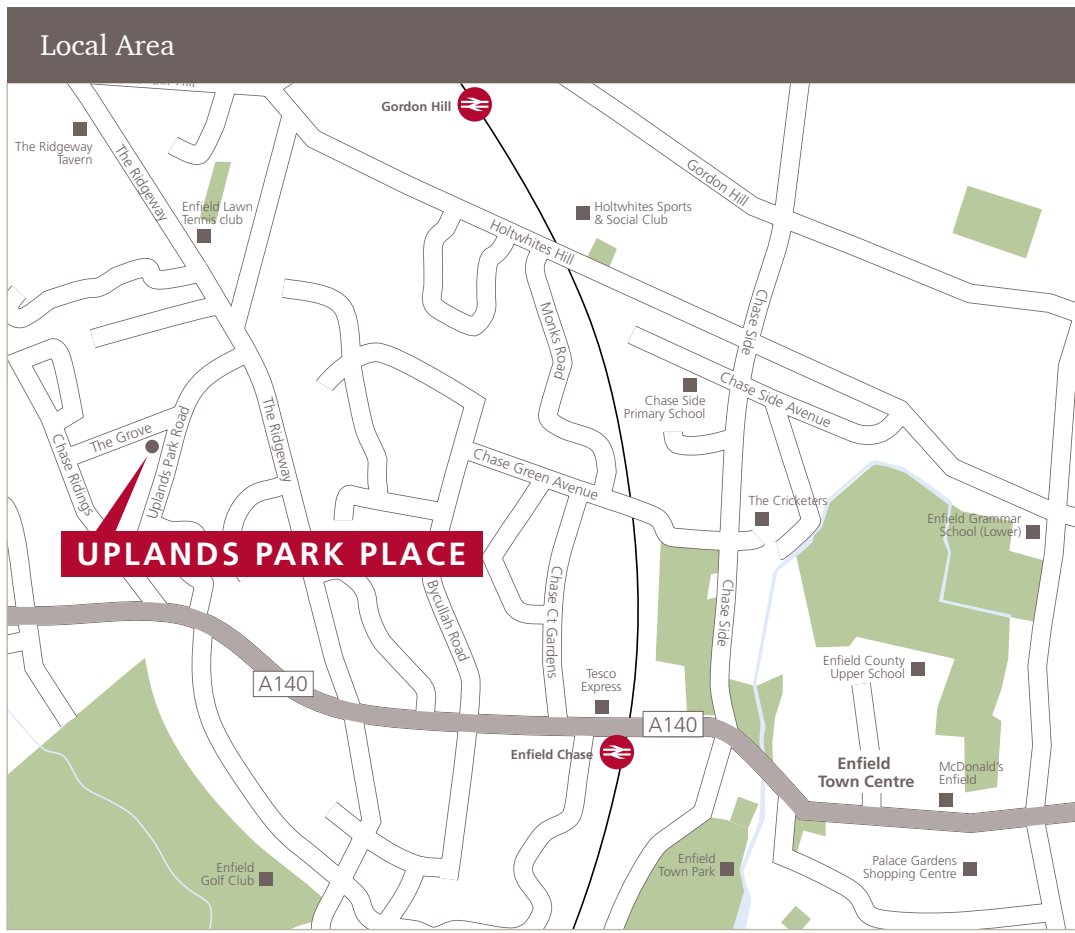 Local Area
Gordon Hill
The Ridgeway
Tavern
The Ridgeway
Enfield Lawn
Tennis club
Holtwhites Sports
& Social Club
Gordon Hill
Holtwhites Hill
Monks Road
Chase Side
Chase Side
Primary School
Chase Side Avenue
The Grove
Uplands Park Road
Chase Ridings
The Ridgeway
Chase Green Avenue
The Cricketers
Enfield Grammar
School (Lower)
UPLANDS PARK PLACE
Bycullah Road
Chase Ct Gardens
Chase Side
Tesco
Express
Enfield County
Upper School
A140
A140
Enfield Chase
Enfield
Town Centre
McDonald's
Enfield
Enfield
Golf Club
Enfield
Town Park
Palace Gardens
Shopping Centre